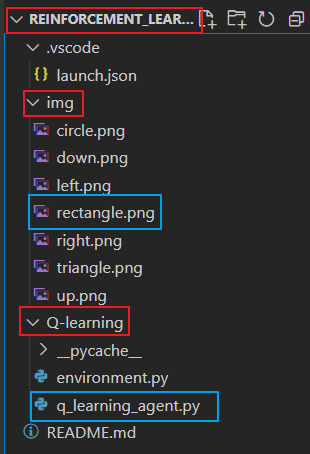 REINFORCEMENT_LEAR...
.vscode
{} launch.json
img
circle.png
down.png
left.png
rectangle.png
right.png
triangle.png
up.png
Q-learning
__pycache__
environment.py
q_learning_agent.py
README.md